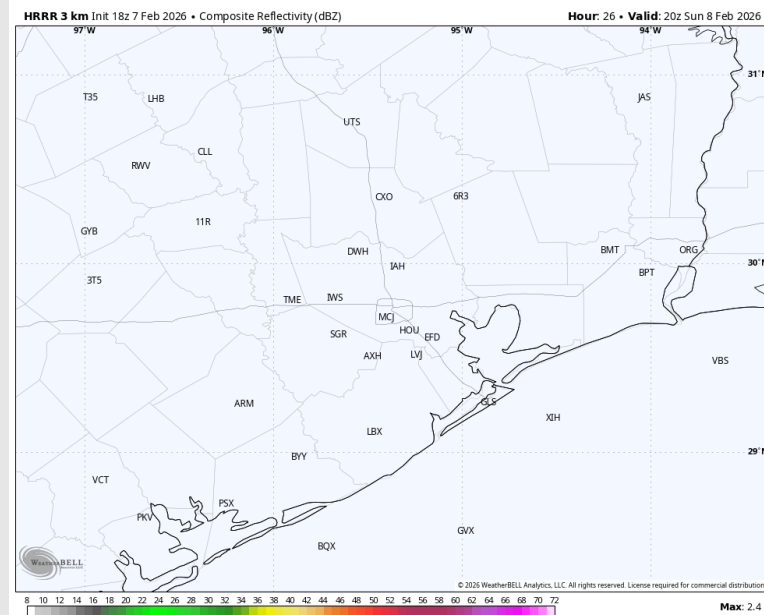 HRRR 3 km Init 18z 7 Feb 2026 • Composite Reflectivity (dBZ) Hour: 26 • Valid: 20z Sun 8 Feb 2026
97°W 96°W 95°W 94°W
31°N
T35 LHB JAS
UTS
CLL
RWV
CXO 6R3
11R
GYB
DWH BMT ORG
IAH
30°N
BPT
3T5
TME IWS
MCJ
SGR HOU EFD
AXH LVJ
VBS
ARM GLS
XIH
LBX
29°N
BYY
VCT
PSX
PKV
GVX
BQX
WeatherBELL
© 2026 WeatherBELL Analytics, LLC. All rights reserved. License required for commercial distribution
8 10 12 14 16 18 20 22 24 26 28 30 32 34 36 38 40 42 44 46 48 50 52 54 56 58 60 62 64 66 68 70 72
Max: 2.4